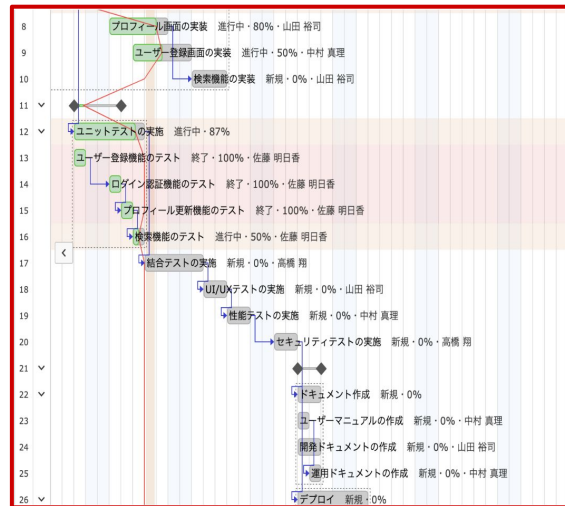 8 プロフィール画面の実装 進行中・80%・山田 裕司
9 ユーザー登録画面の実装 進行中・50%・中村 真理
10 検索機能の実装 新規・0%・山田 裕司
11
12 ユニットテストの実施 進行中・87%
13 ユーザー登録機能のテスト 終了・100%・佐藤 明日香
14 ログイン認証機能のテスト 終了・100%・佐藤 明日香
15 プロフィール更新機能のテスト 終了・100%・佐藤 明日香
16 検索機能のテスト 進行中・50%・佐藤 明日香
17 結合テストの実施 新規・0%・高橋 翔
18 UI/UXテストの実施 新規・0%・山田 裕司
19 性能テストの実施 新規・0%・中村 真理
20 セキュリティテストの実施 新規・0%・高橋 翔
21
22 ドキュメント作成 新規・0%
23 ユーザーマニュアルの作成 新規・0%・中村 真理
24 開発ドキュメントの作成 新規・0%・山田 裕司
25 運用ドキュメントの作成 新規・0%・中村 真理
26 デプロイ 新規・0%